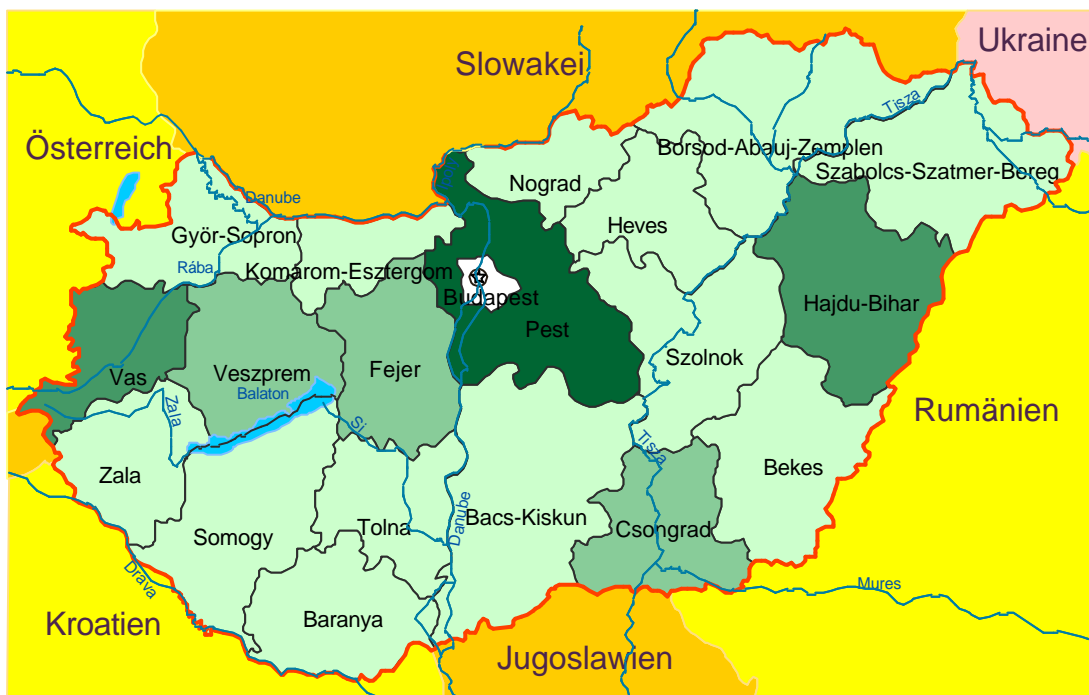 Ukraine
Slowakei
Tisza
Österreich
Borsod-Abauj-Zemplen
Szabolcs-Szatmer-Bereg
Nograd
Danube
Heves
Györ-Sopron
Rába
Komárom-Esztergom
Budapest
Hajdu-Bihar
Pest
Szolnok
Vas
Veszprem
Fejer
Balaton
Zala
Rumänien
Si
Tisza
Zala
Bekes
Danube
Bacs-Kiskun
Csongrad
Tolna
Somogy
Drava
Mures
Baranya
Kroatien
Jugoslawien